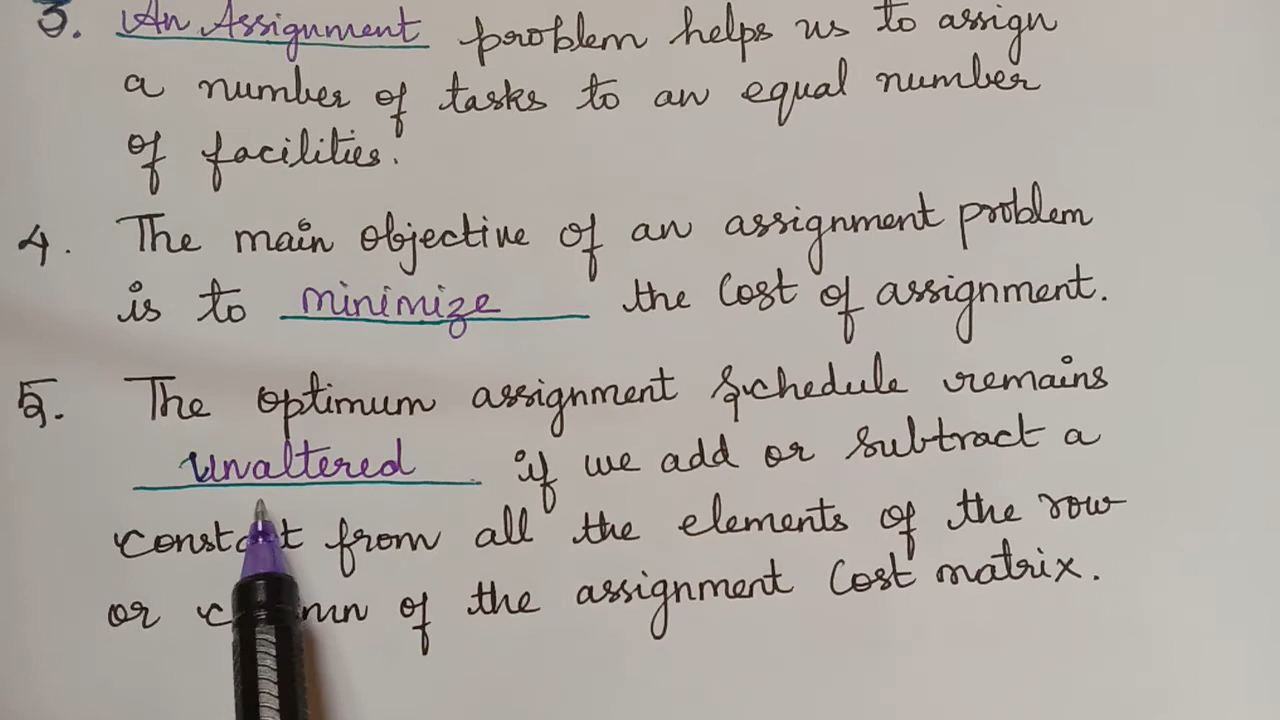 3. An Assignment problem helps us to assign
a number of tasks to an equal number
of facilities.
4. The main objective of an assignment problem
is to minimize the cost of assignment.
5. The optimum assignment schedule remains
unaltered if we add or subtract a
from all the elements of the row
or of the assignment cost matrix.